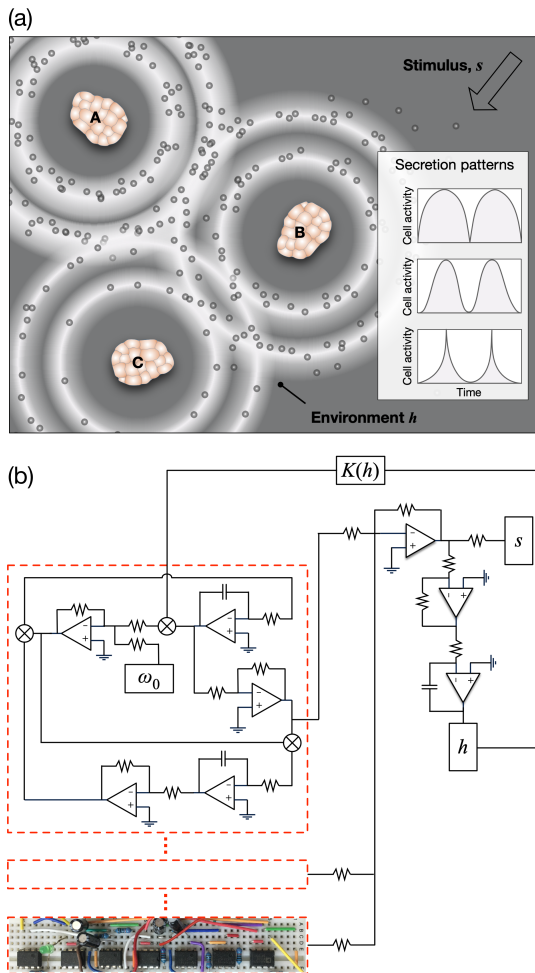 (a)
Stimulus, s
A
Secretion patterns
Cell activity
B
Cell activity
C
Cell activity
Time
Environment h
(b)
K(h)
−
+
s
−
+
−
+
−
+
ω₀
−
+
−
+
h
−
+
−
+
A B C D E